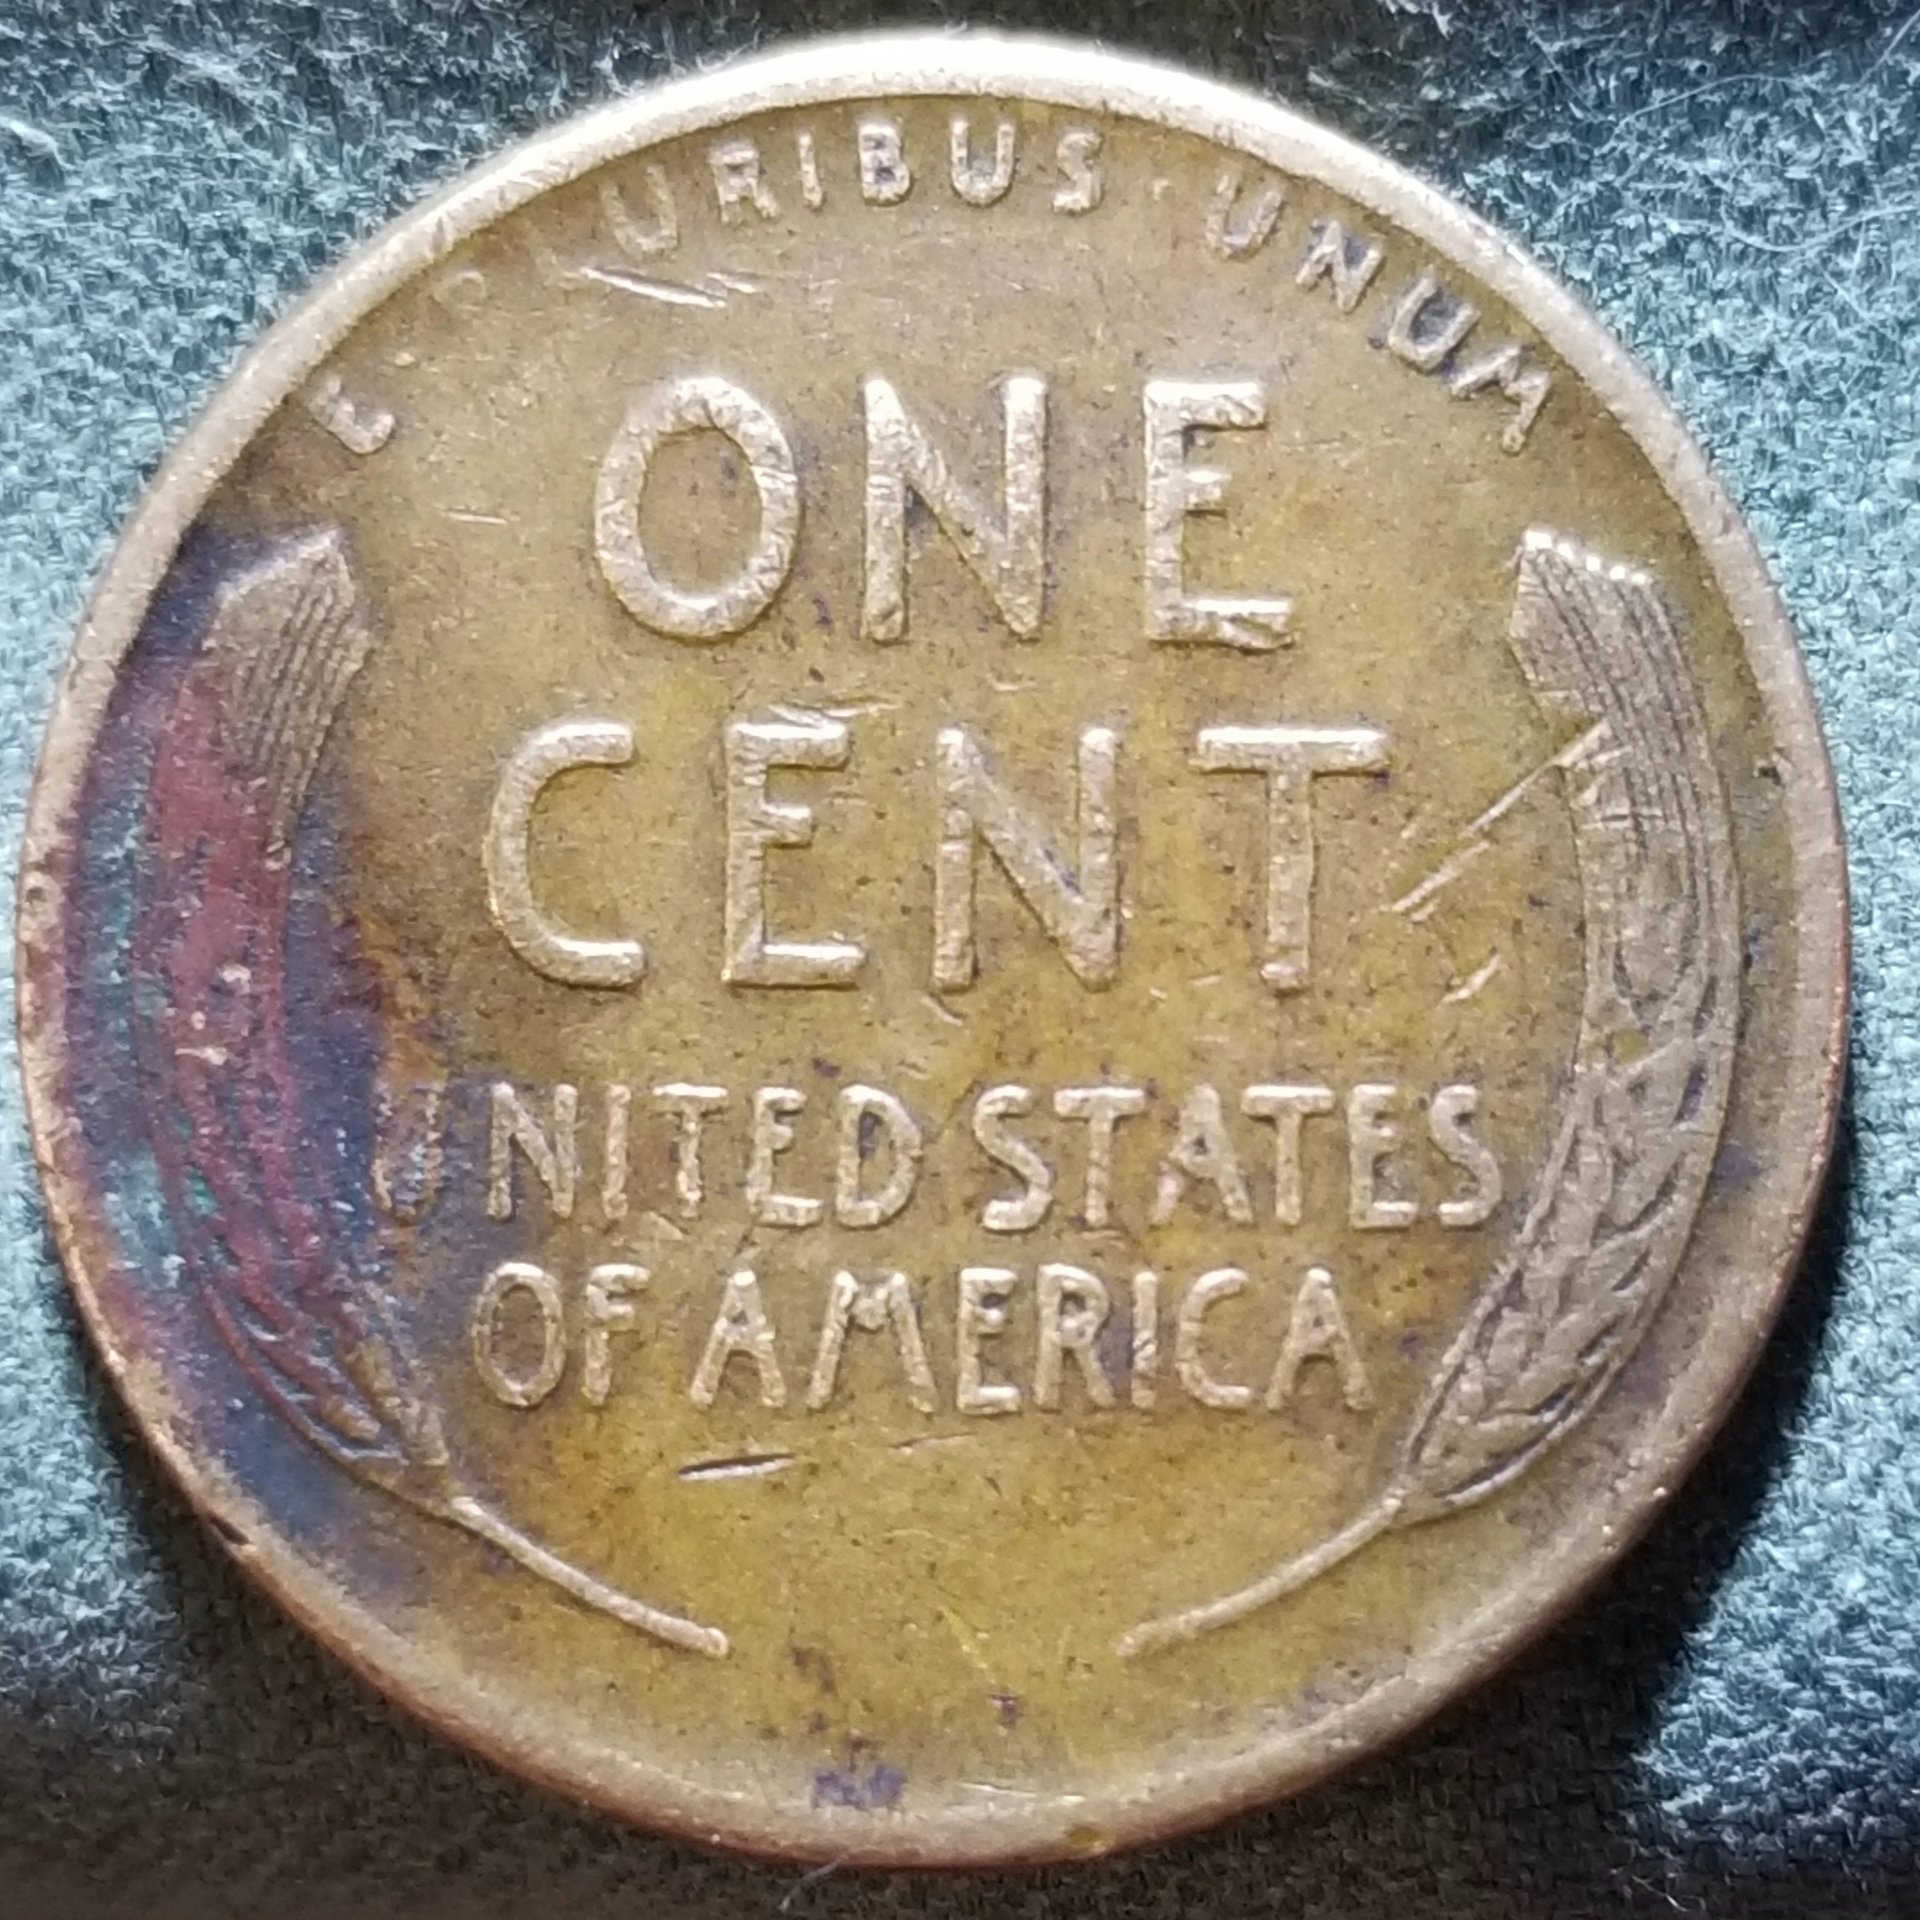 E·PLURIBUS·UNUM
ONE
CENT
UNITED STATES
OF AMERICA